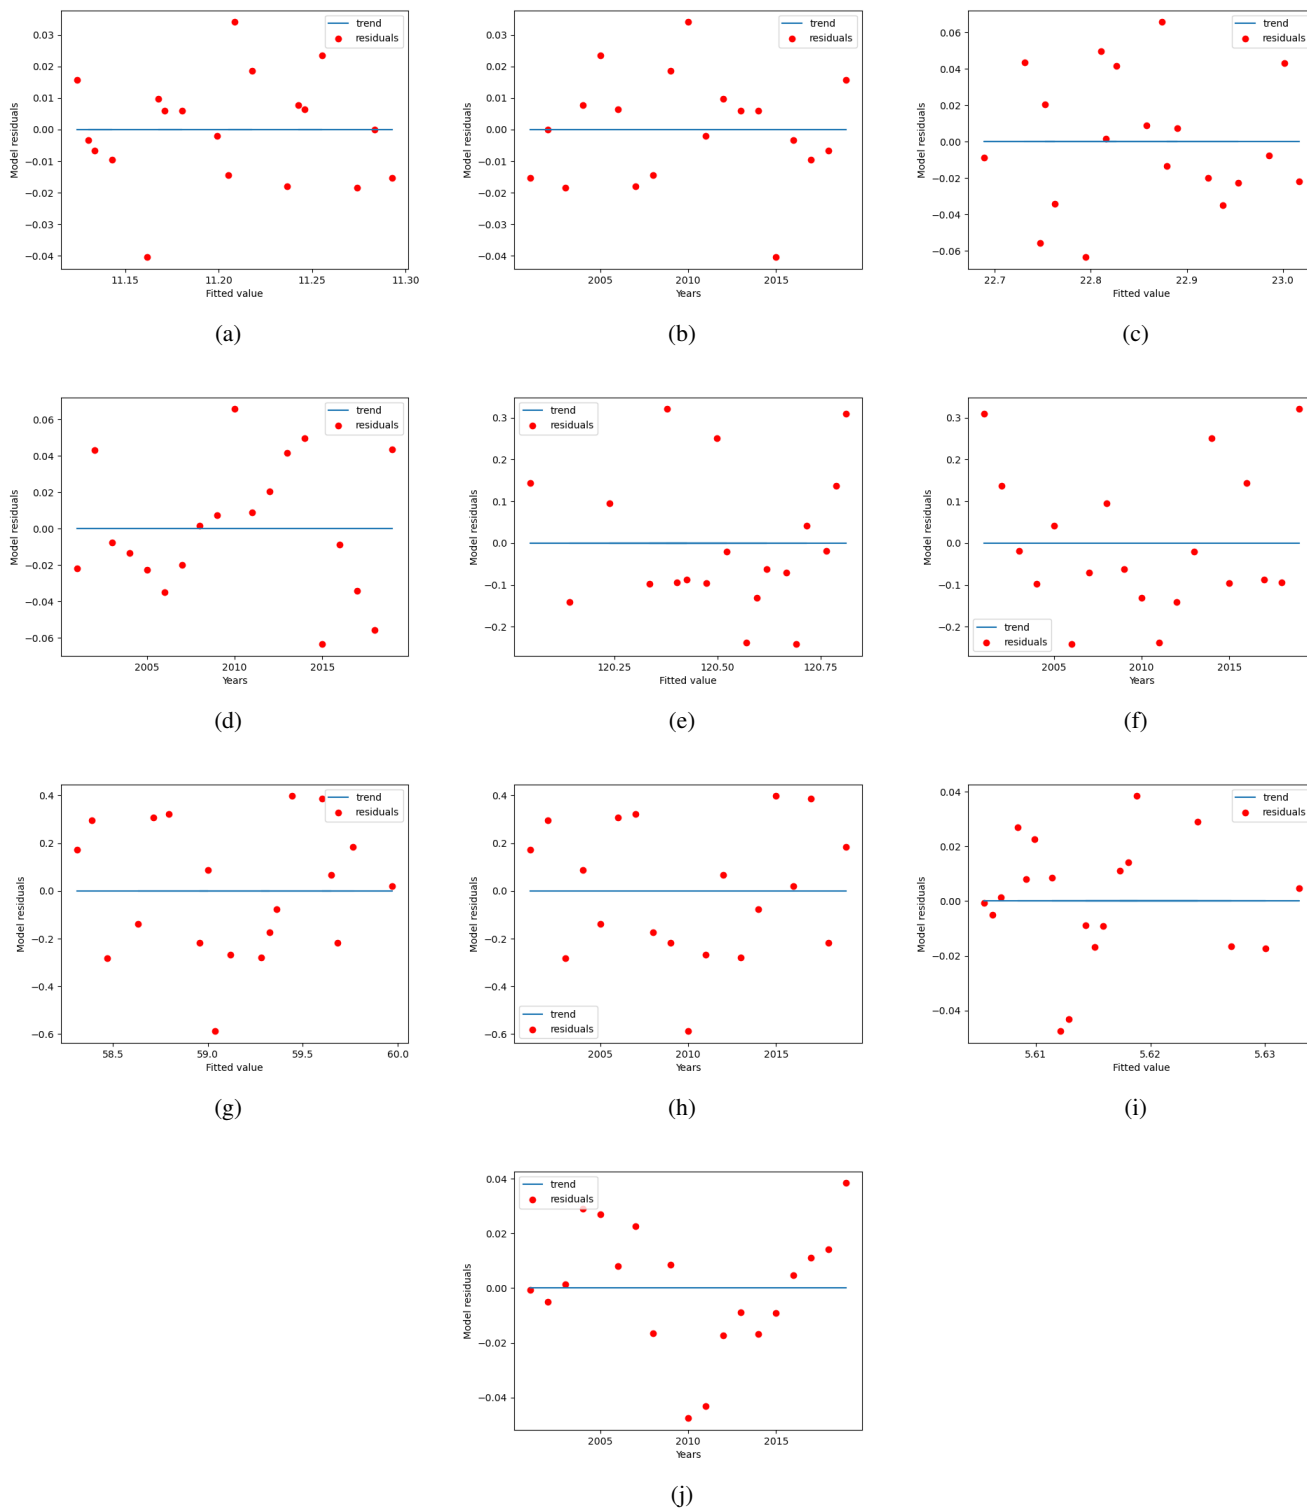 0.03
0.02
0.01
0.00
−0.01
−0.02
−0.03
−0.04
Model residuals
trend
residuals
11.15 11.20 11.25 11.30
Fitted value
(a)
0.03
0.02
0.01
0.00
−0.01
−0.02
−0.03
−0.04
Model residuals
trend
residuals
2005 2010 2015
Years
(b)
0.06
0.04
0.02
0.00
−0.02
−0.04
−0.06
Model residuals
trend
residuals
22.7 22.8 22.9 23.0
Fitted value
(c)
0.06
0.04
0.02
0.00
−0.02
−0.04
−0.06
Model residuals
trend
residuals
2005 2010 2015
Years
(d)
0.3
0.2
0.1
0.0
−0.1
−0.2
Model residuals
trend
residuals
120.25 120.50 120.75
Fitted value
(e)
0.3
0.2
0.1
0.0
−0.1
−0.2
Model residuals
trend
residuals
2005 2010 2015
Years
(f)
0.4
0.2
0.0
−0.2
−0.4
−0.6
Model residuals
trend
residuals
58.5 59.0 59.5 60.0
Fitted value
(g)
0.4
0.2
0.0
−0.2
−0.4
−0.6
Model residuals
trend
residuals
2005 2010 2015
Years
(h)
0.04
0.02
0.00
−0.02
−0.04
Model residuals
trend
residuals
5.61 5.62 5.63
Fitted value
(i)
0.04
0.02
0.00
−0.02
−0.04
Model residuals
trend
residuals
2005 2010 2015
Years
(j)